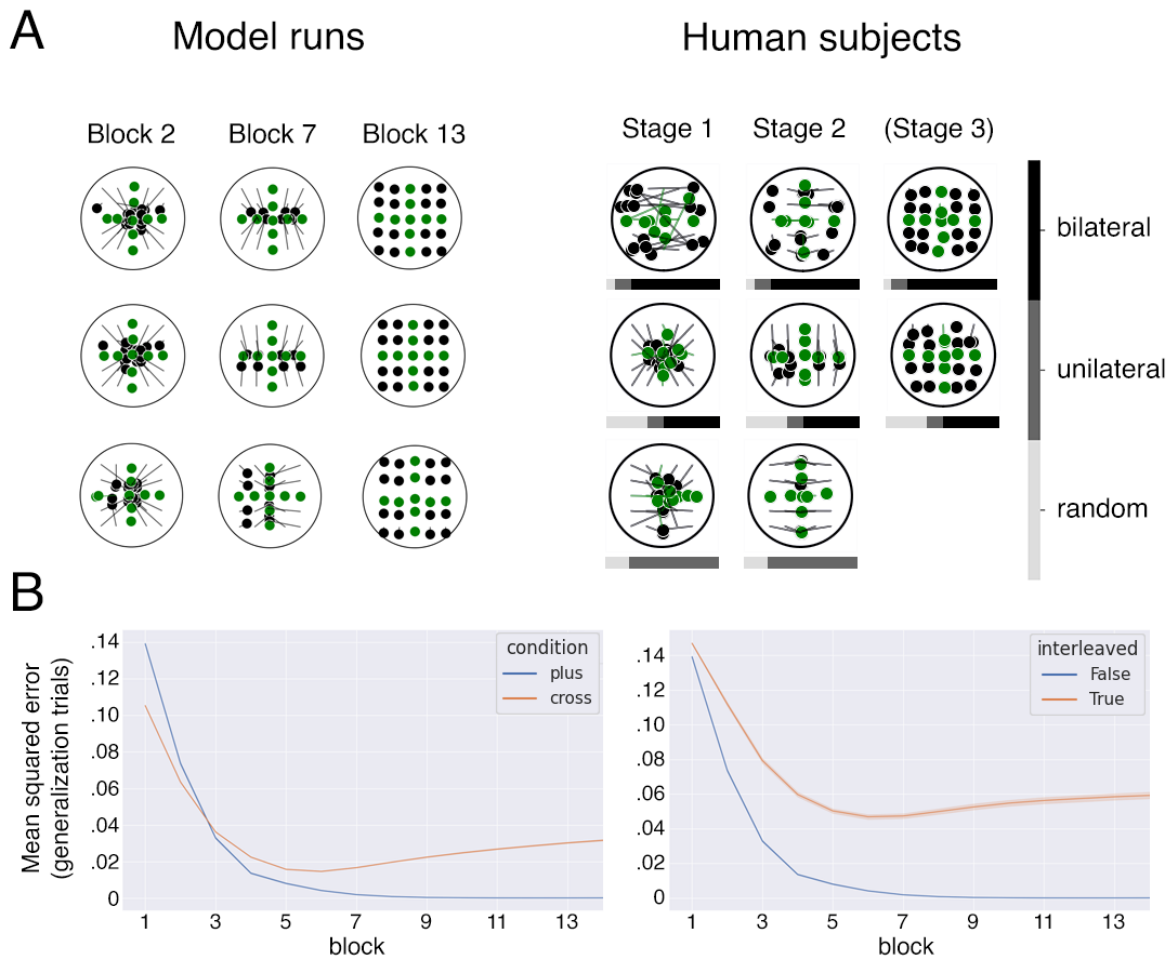 A
Model runs
Human subjects
Block 2
Block 7
Block 13
Stage 1
Stage 2
(Stage 3)
bilateral
unilateral
random
B
Mean squared error
(generalization trials)
.14
.12
.10
.08
.06
.04
.02
0
condition
plus
cross
1
3
5
7
9
11
13
block
.14
.12
.10
.08
.06
.04
.02
0
interleaved
False
True
1
3
5
7
9
11
13
block